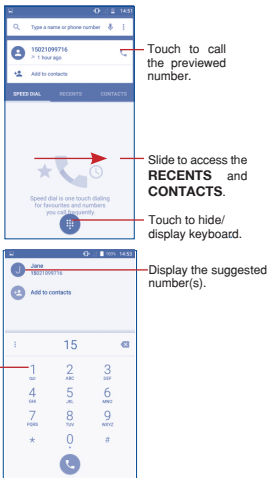 14:51
Type a name or phone number
15021099716
1 hour ago
Add to contacts
SPEED DIAL RECENTS CONTACTS
Speed dial is one touch dialing
for favourites and numbers
you call frequently
Touch to call
the previewed
number.
Slide to access the
RECENTS and
CONTACTS.
Touch to hide/
display keyboard.
100% 14:53
J
Jane
15021099716
Add to contacts
Display the suggested
number(s).
15
1 2 3
ABC DEF
4 5 6
GHI JKL MNO
7 8 9
PQRS TUV WXYZ
* 0 #
+